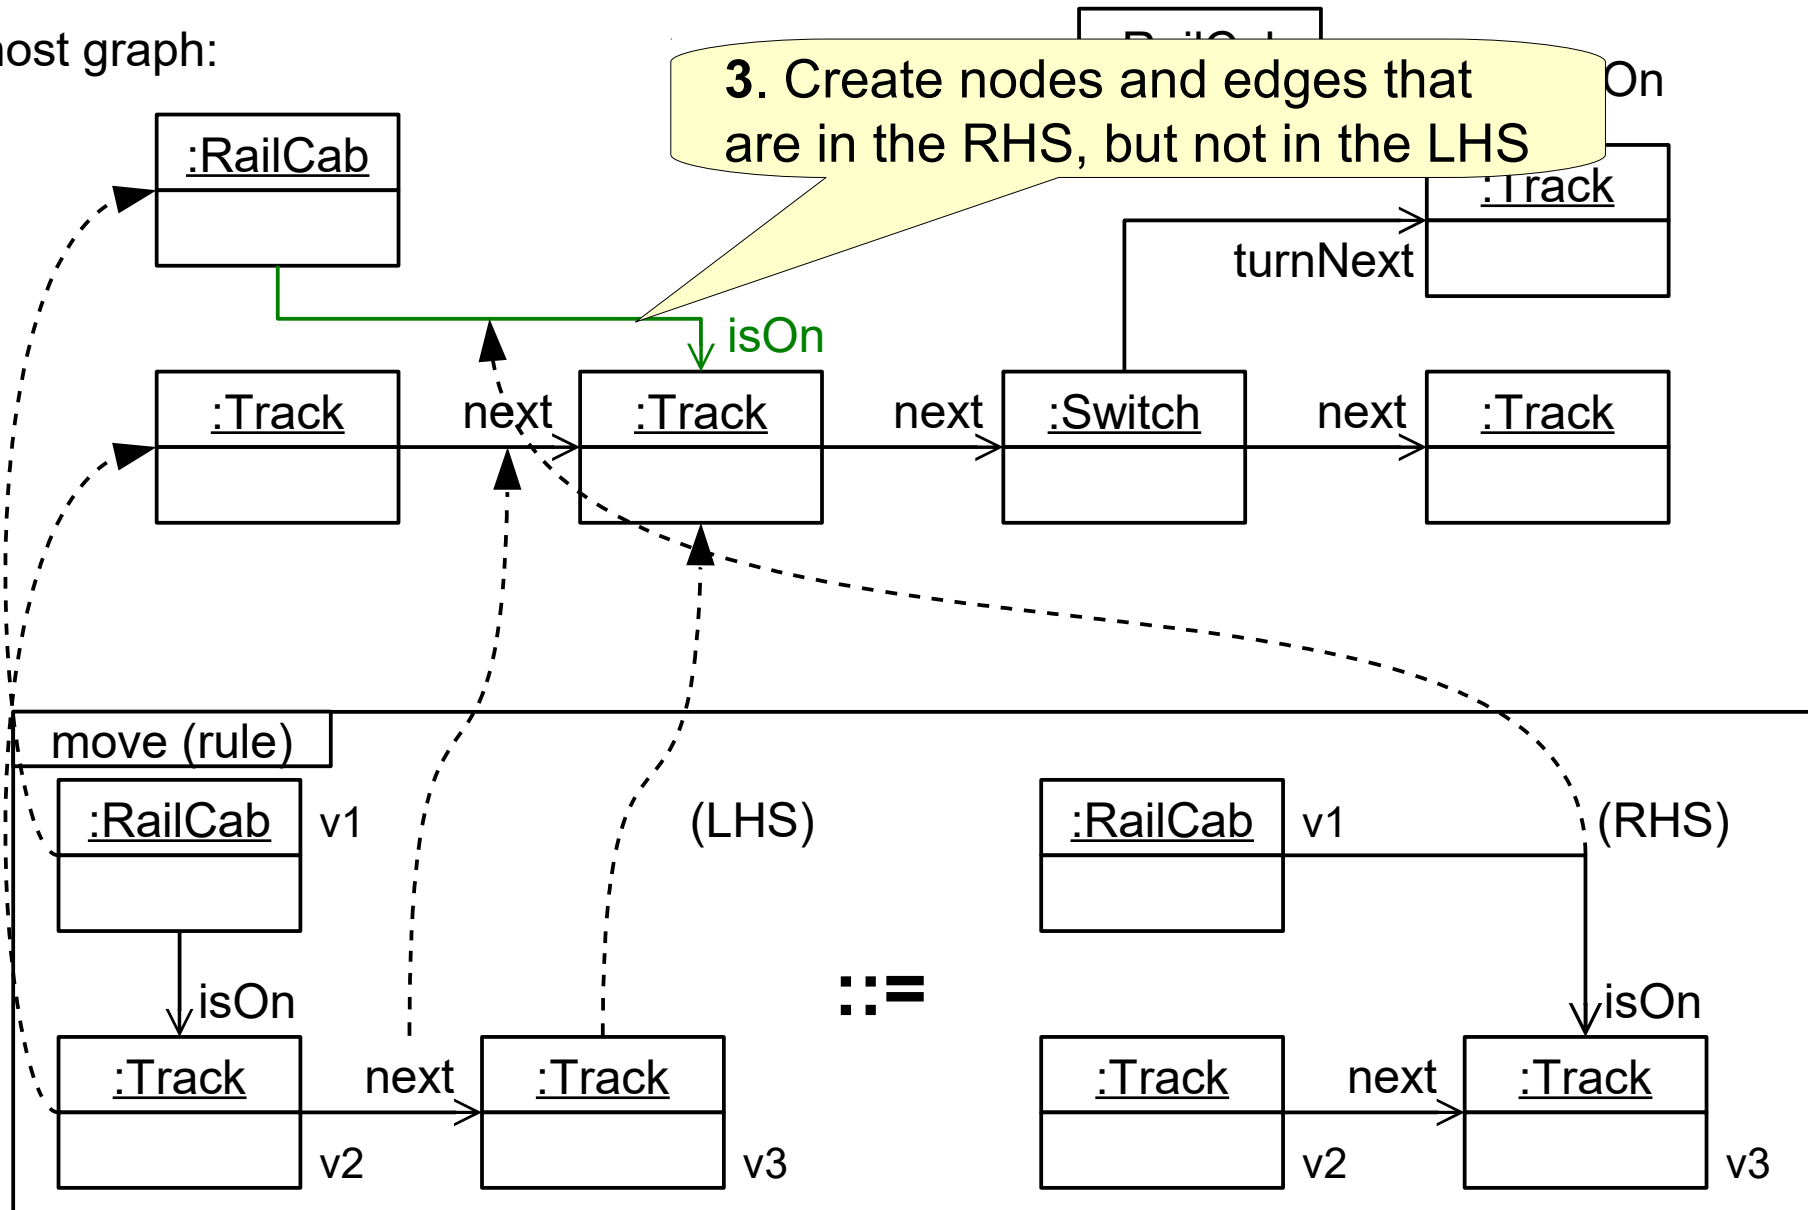 ost graph:
3. Create nodes and edges that
are in the RHS, but not in the LHS
On
:RailCab
:Track
turnNext
isOn
:Track
next
:Track
next
:Switch
next
:Track
move (rule)
:RailCab
v1
(LHS)
:RailCab
v1
(RHS)
isOn
::=
isOn
:Track
next
:Track
:Track
next
:Track
v2
v3
v2
v3